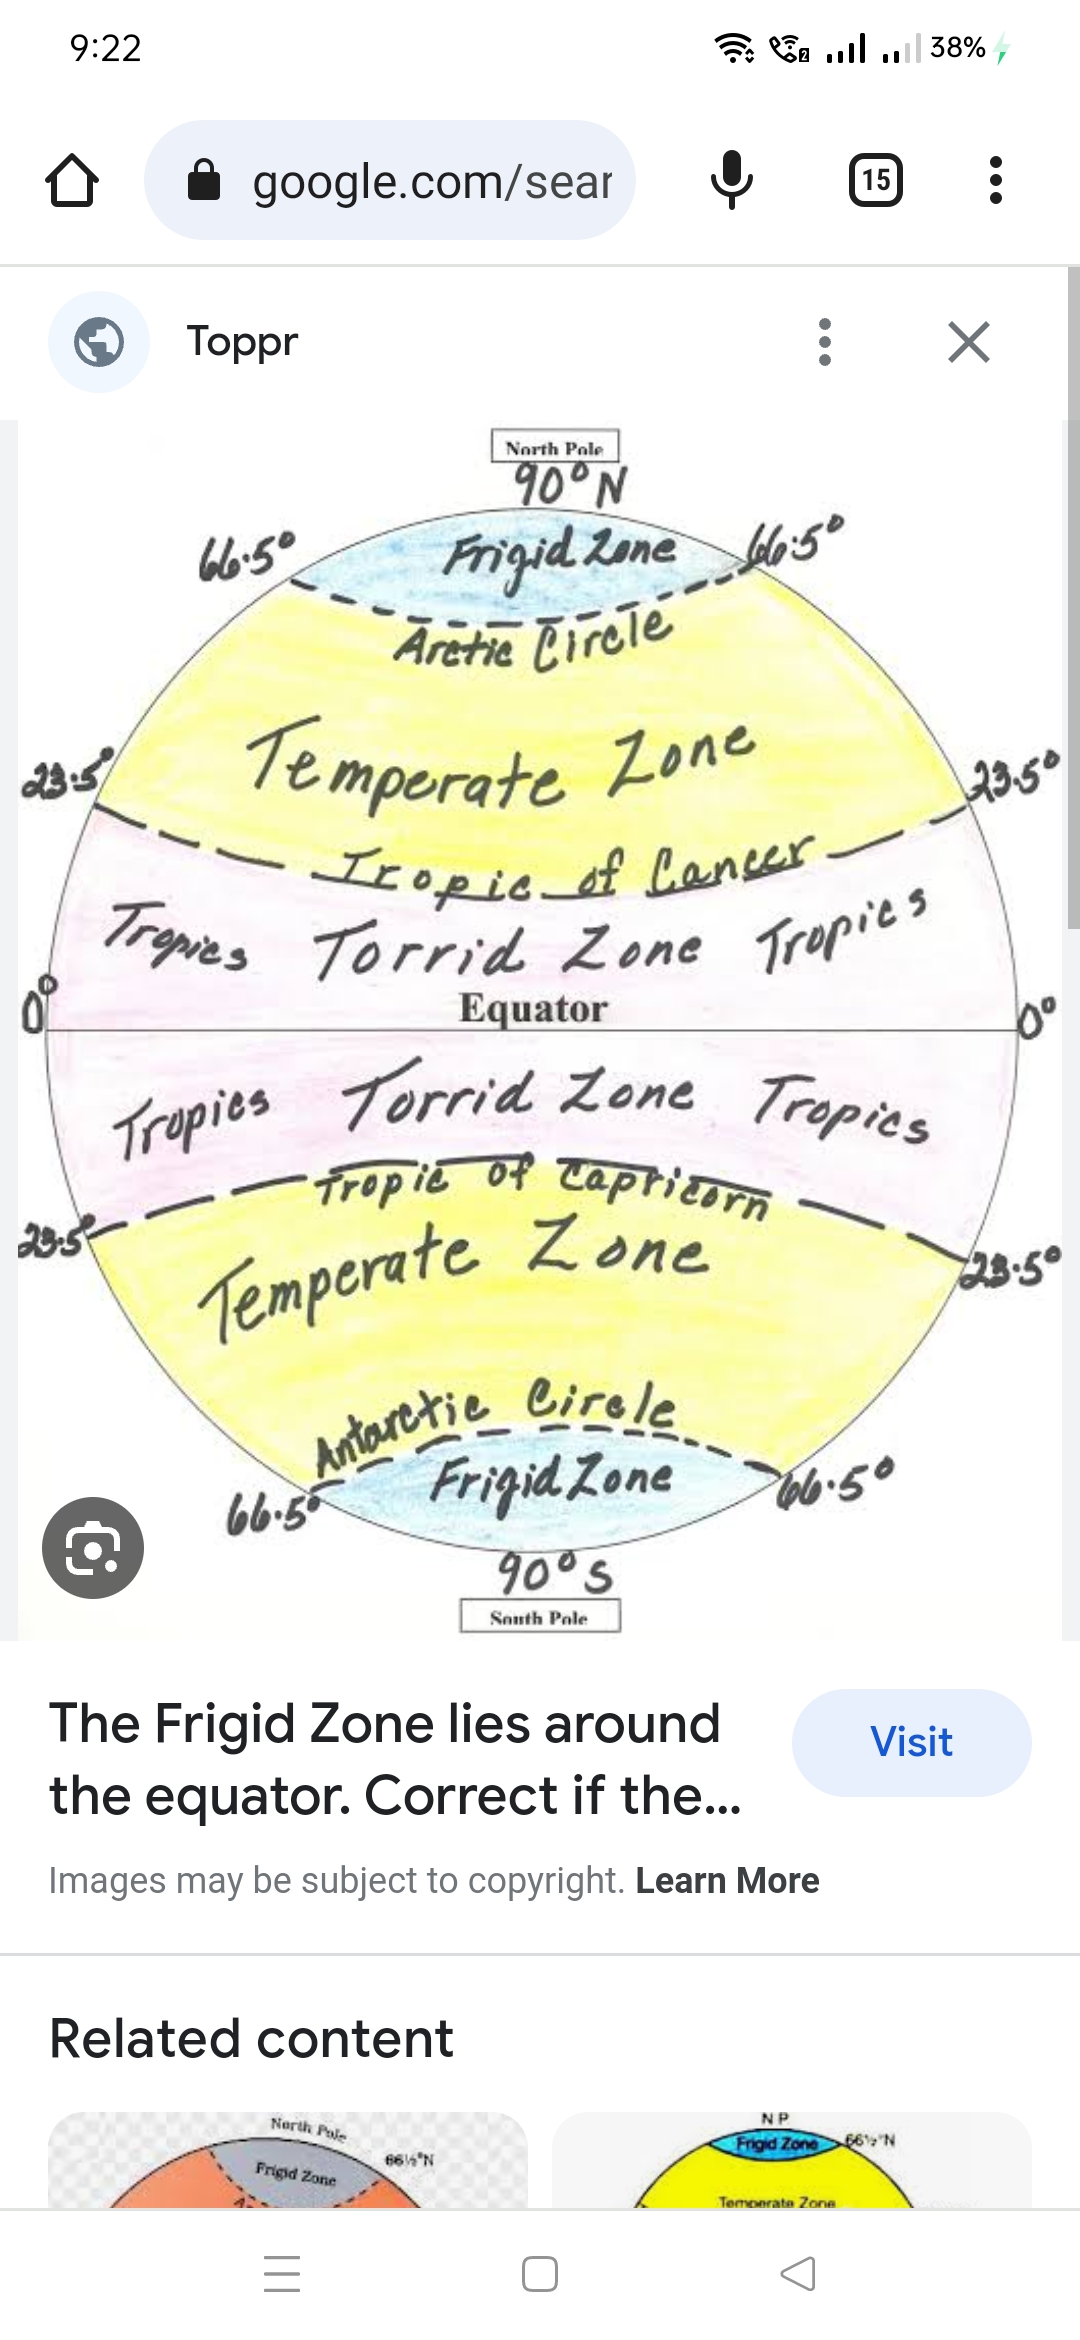 9:22
2
38%
google.com/sear
15
Toppr
North Pole
90° N
66.5°
Frigid Zone
66.5°
Arctic Circle
Temperate Zone
23.5°
23.5°
Tropic of Cancer
Tropics Torrid Zone Tropics
Equator
0°
0°
Tropics Torrid Zone Tropics
Tropic of Capricorn
23.5°
23.5°
Temperate Zone
Antarctic Circle
Frigid Zone
66.5°
66.5°
90° S
South Pole
The Frigid Zone lies around
the equator. Correct if the...
Visit
Images may be subject to copyright. Learn More
Related content
North Pole
66½°N
Frigid Zone
N P
Frigid Zone
66½°N
Temperate Zone